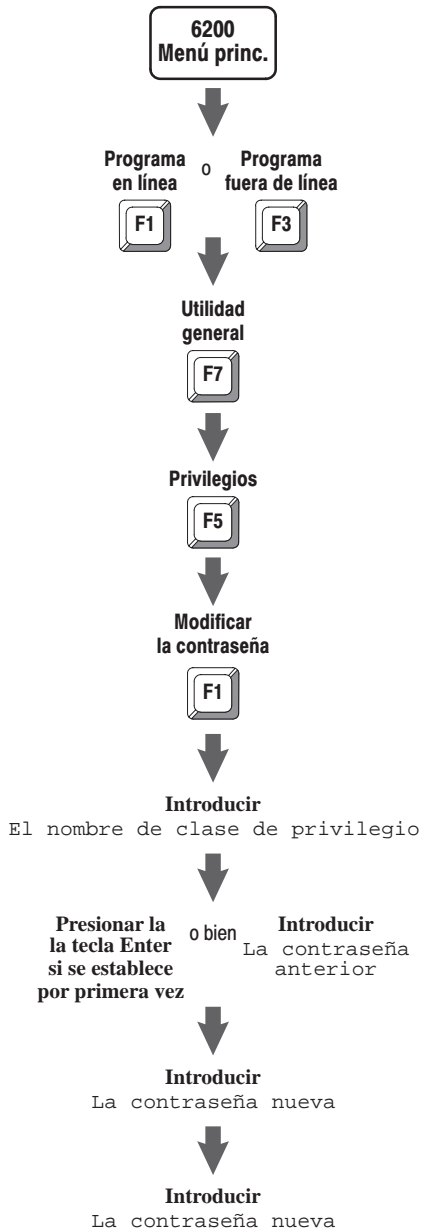 6200
Menú princ.
Programa
en línea
o
Programa
fuera de línea
F1
F3
Utilidad
general
F7
Privilegios
F5
Modificar
la contraseña
F1
Introducir
El nombre de clase de privilegio
Presionar la
la tecla Enter
si se establece
por primera vez
o bien
Introducir
La contraseña
anterior
Introducir
La contraseña nueva
Introducir
La contraseña nueva